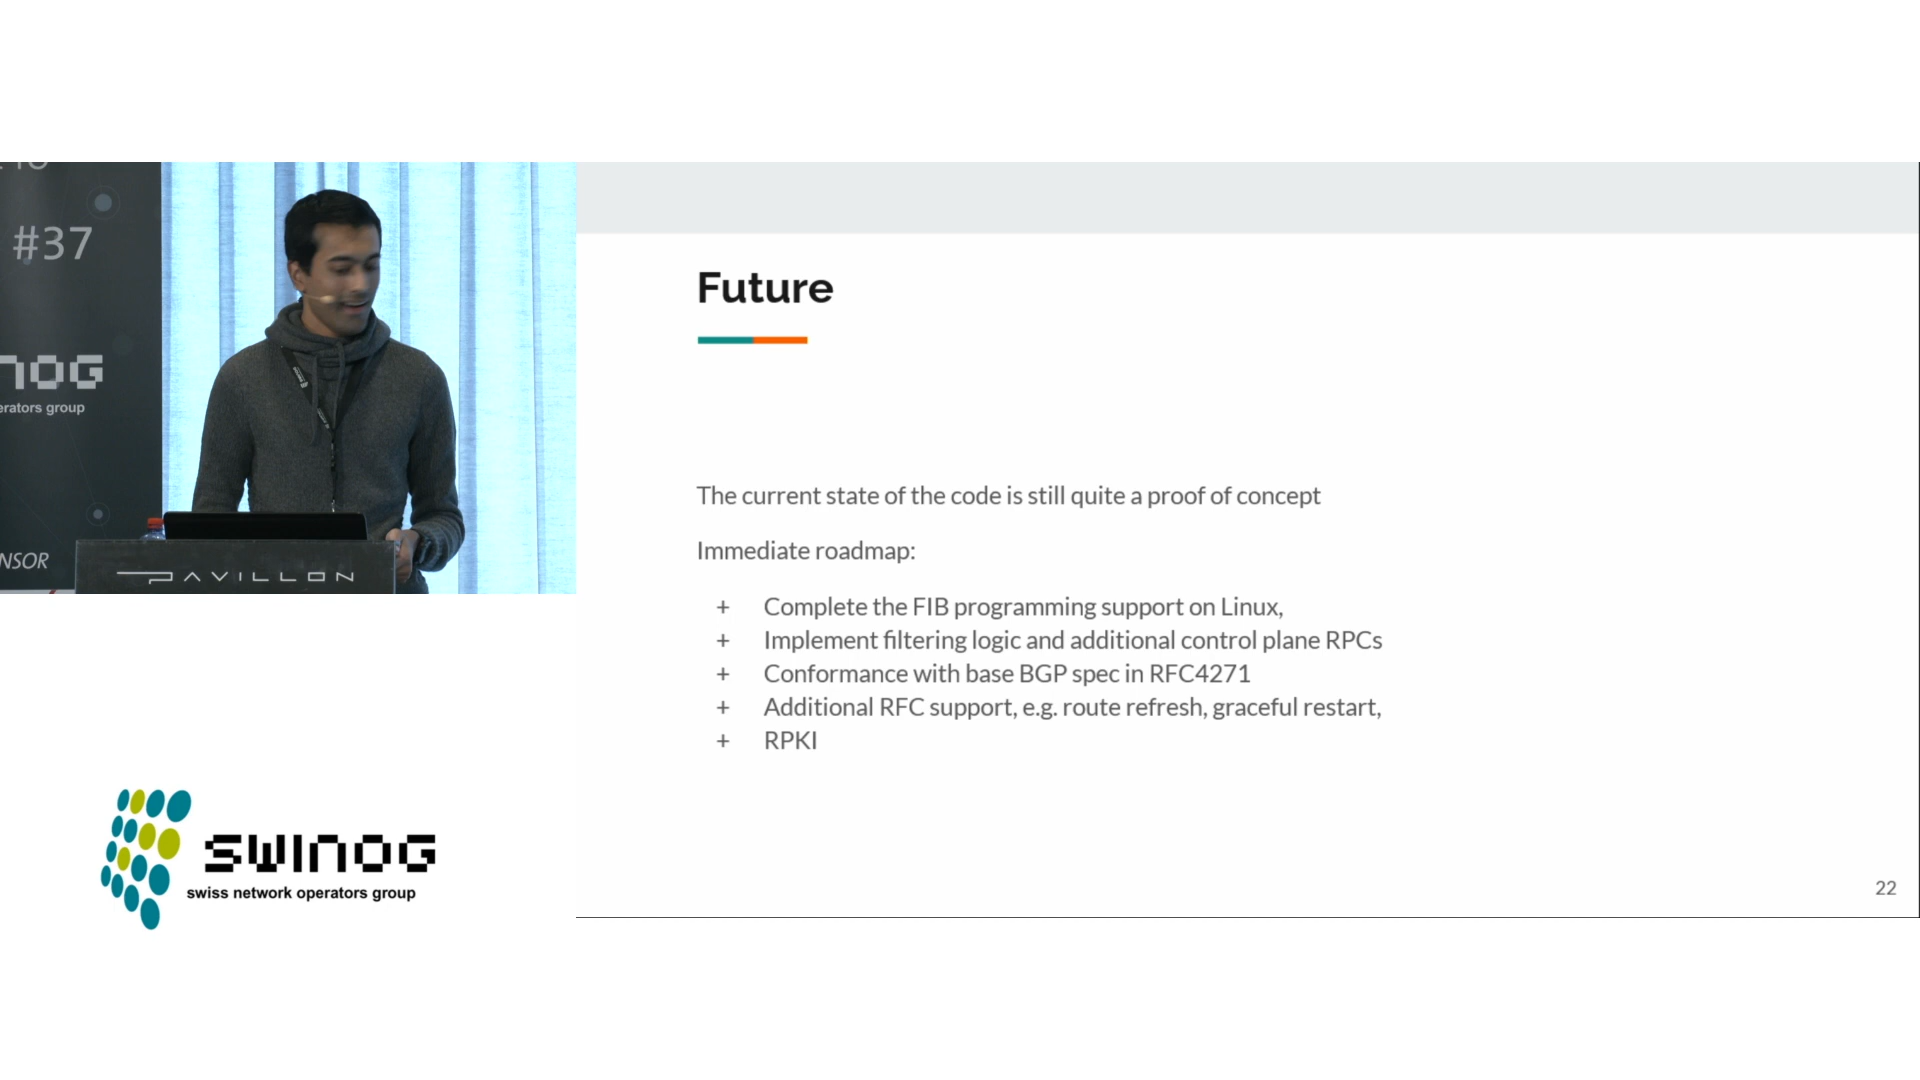 #37
nOG
erators group
NSOR
PAVILLON
swinog
swiss network operators group
Future
The current state of the code is still quite a proof of concept
Immediate roadmap:
+ Complete the FIB programming support on Linux,
+ Implement filtering logic and additional control plane RPCs
+ Conformance with base BGP spec in RFC4271
+ Additional RFC support, e.g. route refresh, graceful restart,
+ RPKI
22